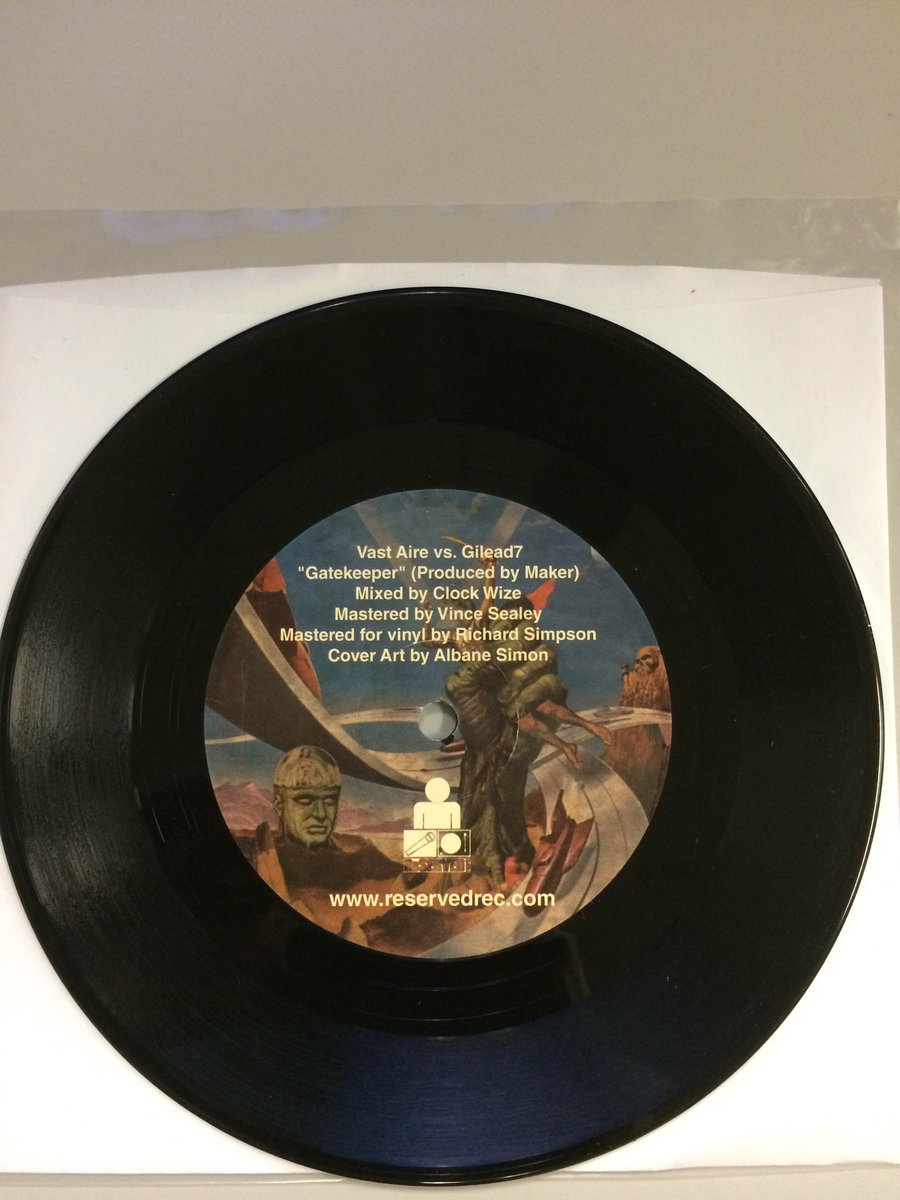 Vast Aire vs. Gilead7
"Gatekeeper" (Produced by Maker)
Mixed by Clock Wize
Mastered by Vince Sealey
Mastered for vinyl by Richard Simpson
Cover Art by Albane Simon
RESERVED
www.reservedrec.com